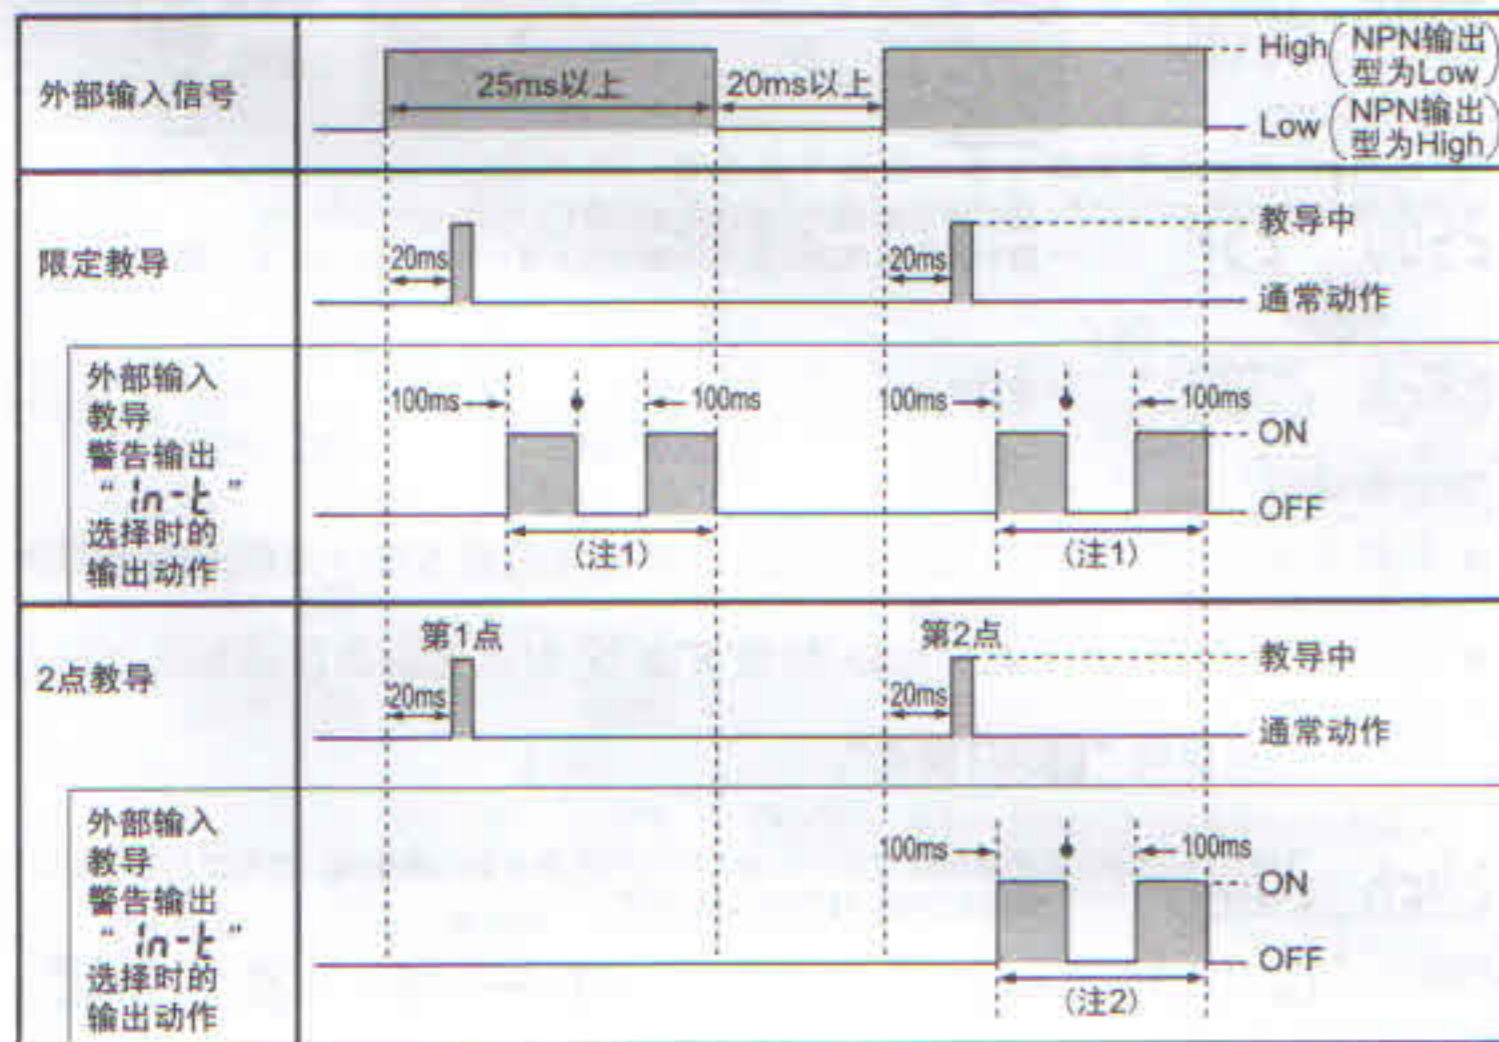 外部输入信号
25ms以上
20ms以上
High(NPN输出
型为Low)
Low(NPN输出
型为High)
限定教导
20ms
20ms
教导中
通常动作
外部输入
教导
警告输出
“in-t”
选择时的
输出动作
100ms
100ms
100ms
100ms
ON
OFF
(注1)
(注1)
2点教导
第1点
第2点
20ms
20ms
教导中
通常动作
外部输入
教导
警告输出
“in-t”
选择时的
输出动作
100ms
100ms
ON
OFF
(注2)